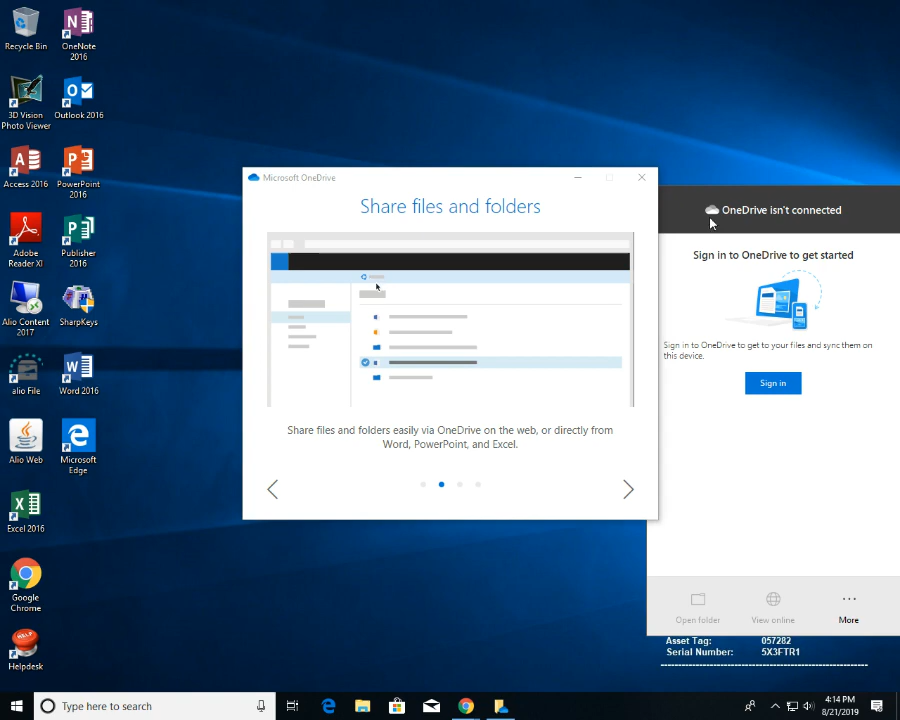 Recycle Bin
OneNote
2016
3D Vision
Photo Viewer
Outlook 2016
Access 2016
PowerPoint
2016
Adobe
Reader XI
Publisher
2016
Alio Content
2017
SharpKeys
alio File
Word 2016
Alio Web
Microsoft
Edge
Excel 2016
Google
Chrome
HELP
Helpdesk
Microsoft OneDrive
Share files and folders
Share files and folders easily via OneDrive on the web, or directly from
Word, PowerPoint, and Excel.
OneDrive isn't connected
Sign in to OneDrive to get started
Sign in to OneDrive to get to your files and sync them on
this device.
Sign in
Open folder
View online
More
Asset Tag: 057282
Serial Number: 5X3FTR1
Type here to search
4:14 PM
8/21/2019